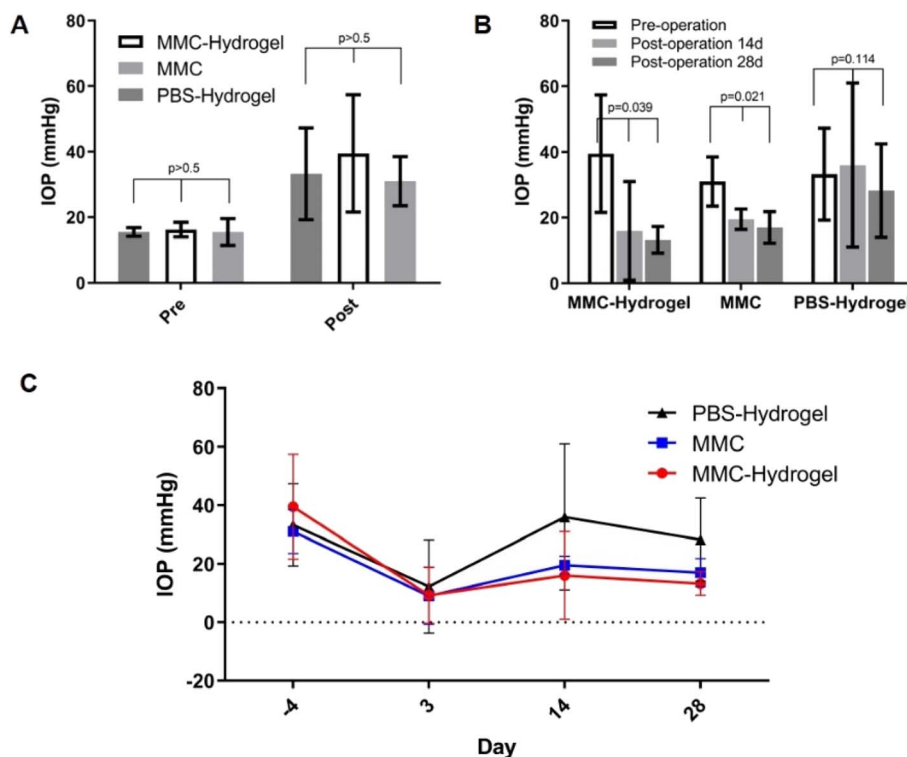 A
IOP (mmHg)
80
60
40
20
0
MMC-Hydrogel
MMC
PBS-Hydrogel
p>0.5
p>0.5
Pre
Post
B
IOP (mmHg)
80
60
40
20
0
Pre-operation
Post-operation 14d
Post-operation 28d
p=0.039
p=0.021
p=0.114
MMC-Hydrogel
MMC
PBS-Hydrogel
C
IOP (mmHg)
80
60
40
20
0
-20
PBS-Hydrogel
MMC
MMC-Hydrogel
-4
3
14
28
Day